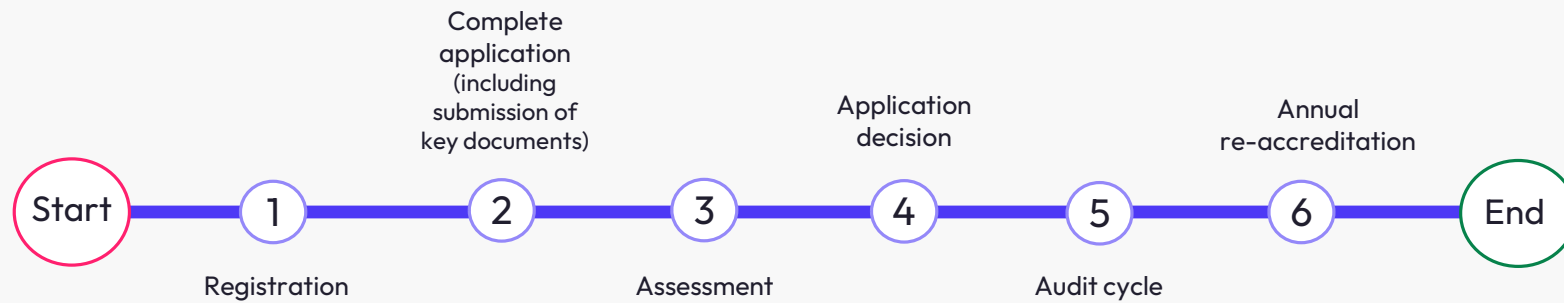 Start
1
Registration
Complete
application
(including
submission of
key documents)
2
3
Assessment
Application
decision
4
5
Audit cycle
Annual
re-accreditation
6
End